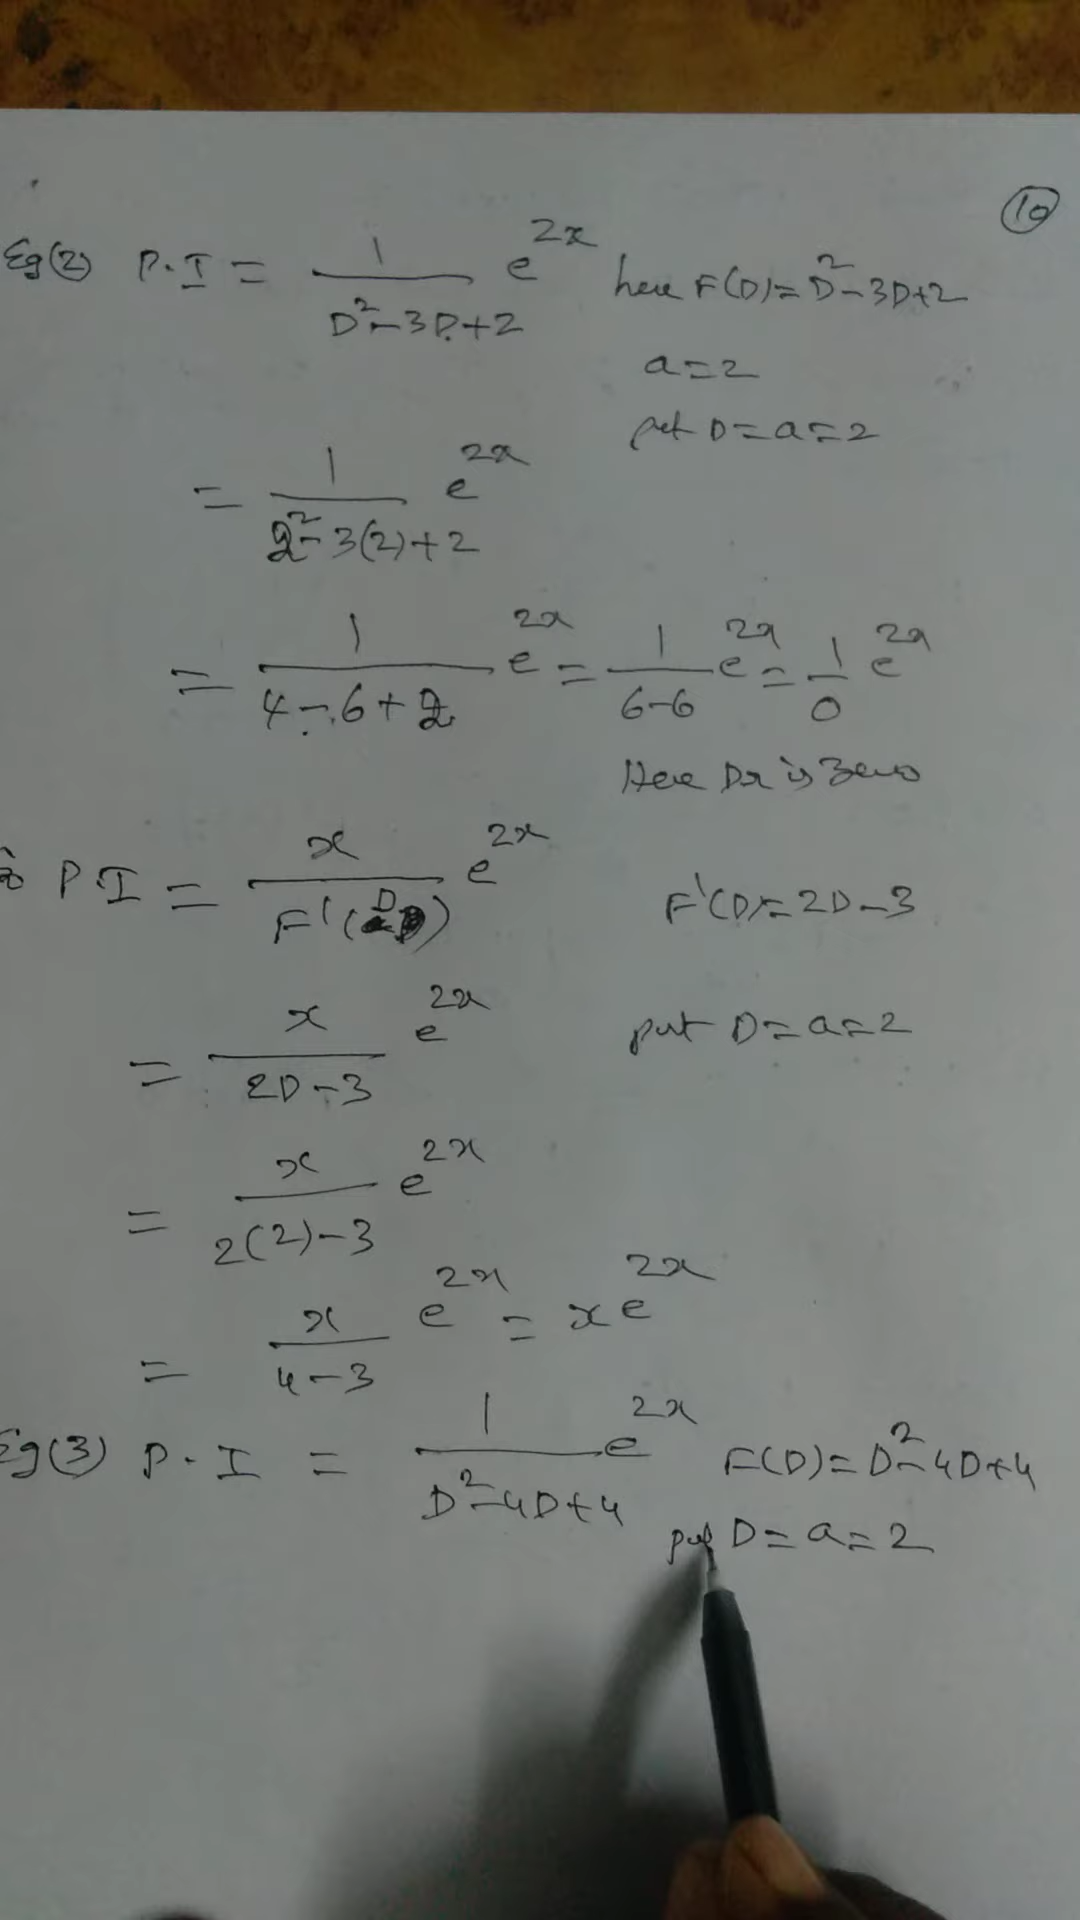 10
Eg(2) P.I = 1/(D²-3D+2) e^2x here F(D) = D²-3D+2
a=2
put D=a=2
= 1/(2²-3(2)+2) e^2x
= 1/(4-6+2) e^2x = 1/(6-6) e^2x = 1/0 e^2x
Here Dr is Zero
P.I = x/F'(D) e^2x F'(D) = 2D-3
= x/(2D-3) e^2x put D=a=2
= x/(2(2)-3) e^2x
= x/(4-3) e^2x = x e^2x
Eg(3) P.I = 1/(D²-4D+4) e^2x F(D) = D²-4D+4
put D=a=2